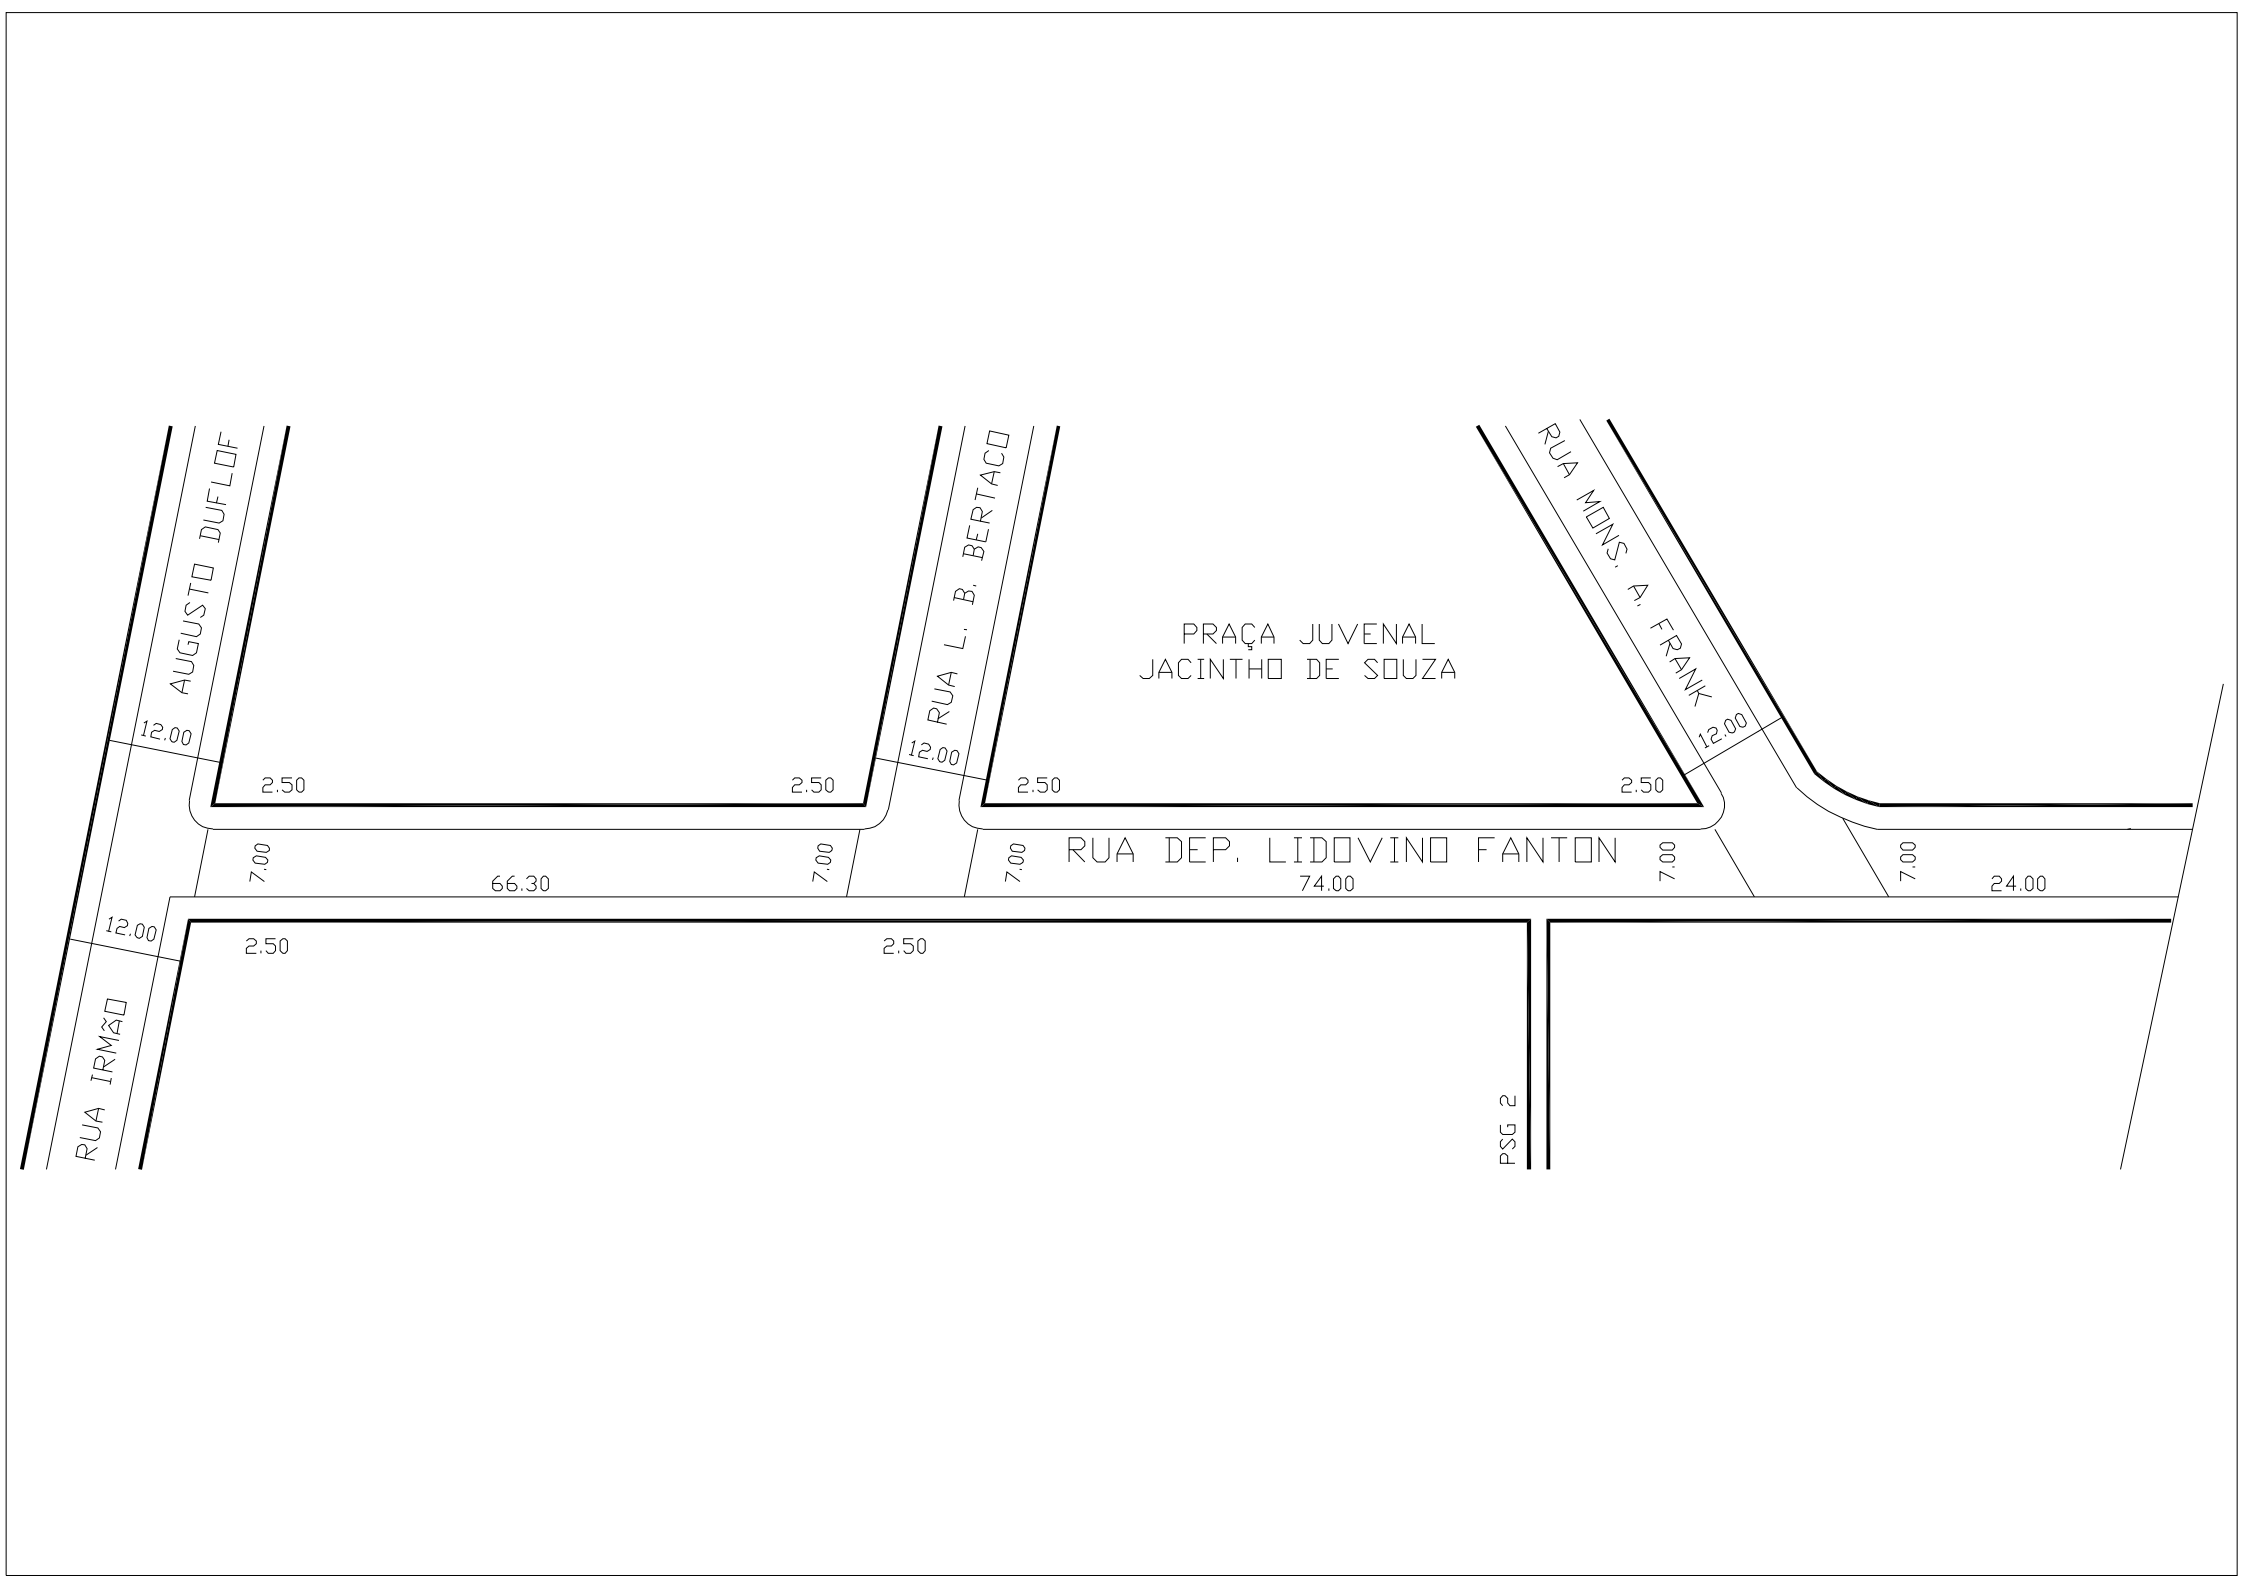 AUGUSTO DUFLOF
RUA L. B. BERTACO
RUA MONS. A. FRANK
PRAÇA JUVENAL
JACINTHO DE SOUZA
12.00
12.00
12.00
2.50
2.50
2.50
2.50
7.00
7.00
7.00
RUA DEP. LIDOVINO FANTON
7.00
7.00
66.30
74.00
24.00
12.00
2.50
2.50
RUA IRMÃO
PSG 2